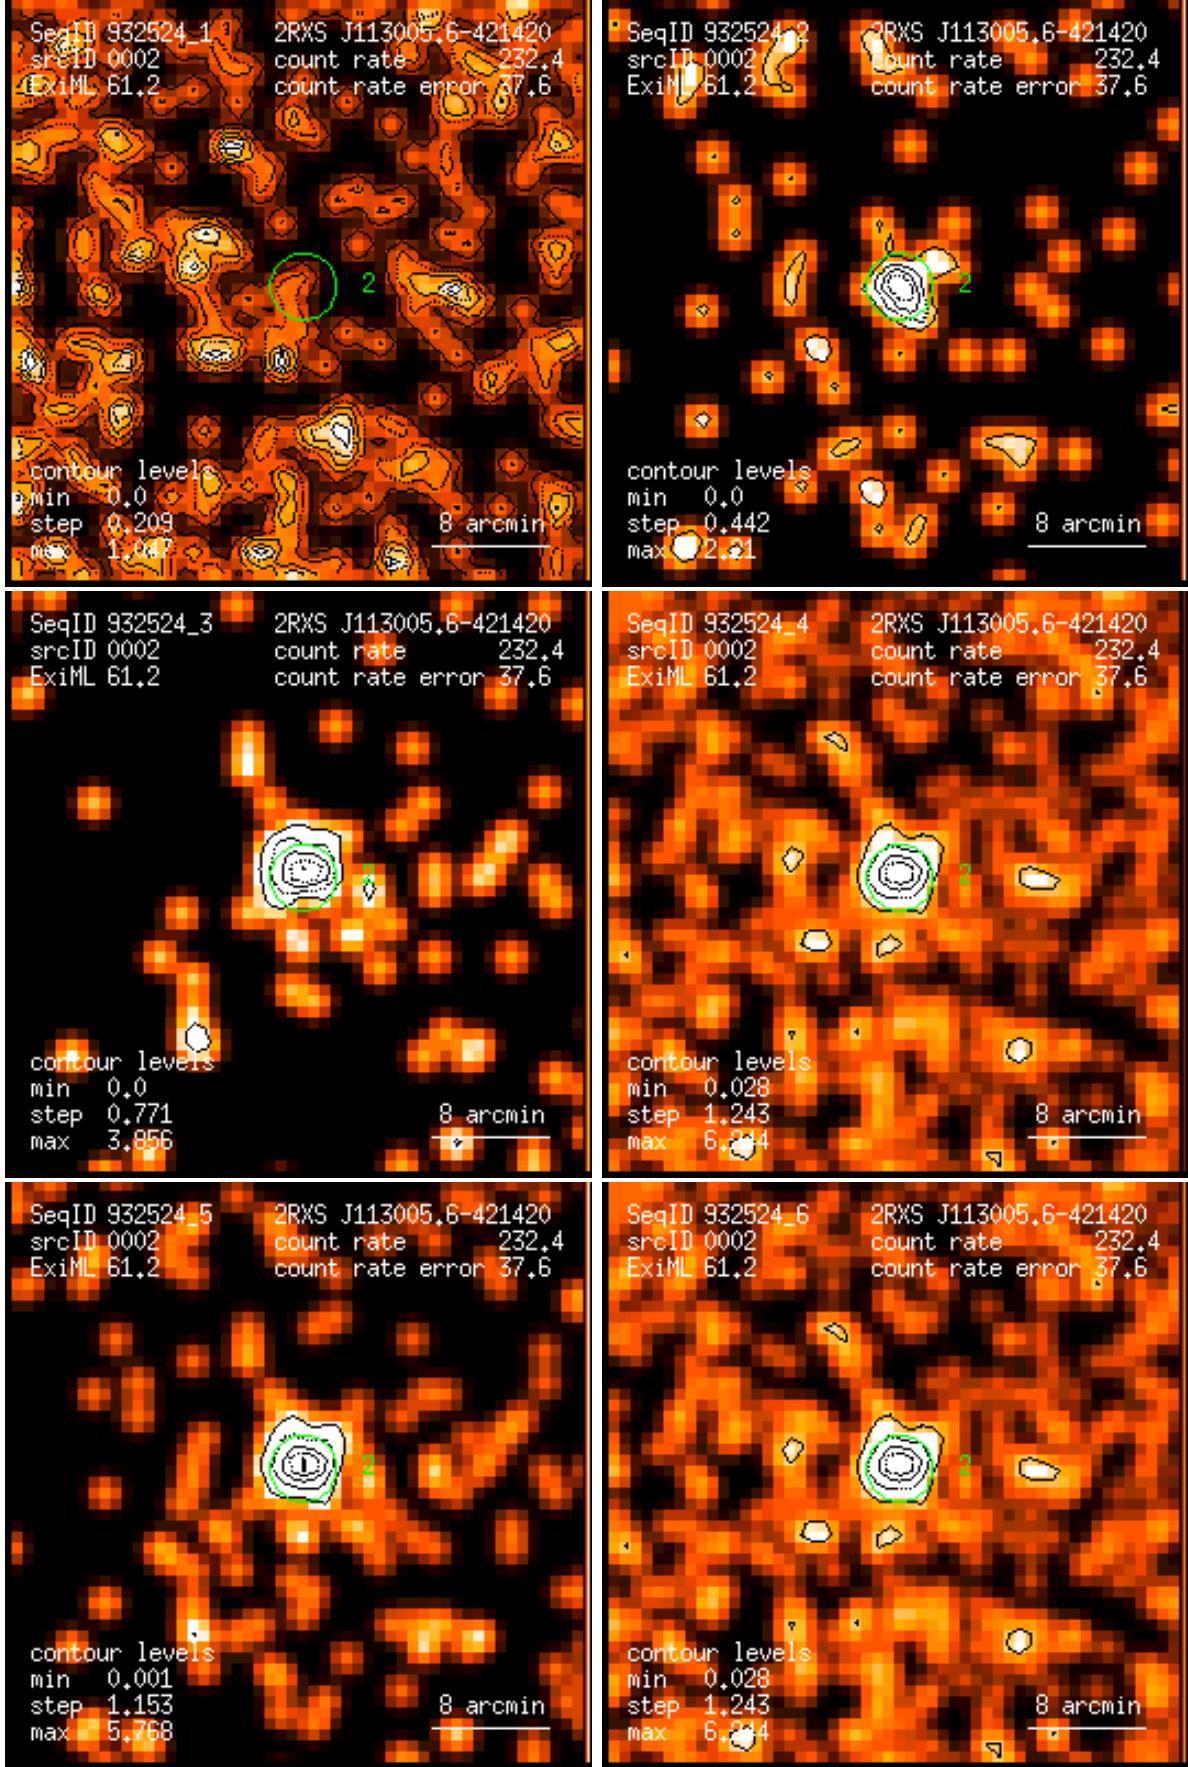 SeqID 932524_1 2RXS J113005.6-421420
srcID 0002 count rate 232.4
ExiML 61.2 count rate error 37.6
2
contour levels
min 0.0
step 0.209 8 arcmin
max 1.047
SeqID 932524_2 2RXS J113005.6-421420
srcID 0002 count rate 232.4
ExiML 61.2 count rate error 37.6
2
contour levels
min 0.0
step 0.442 8 arcmin
max 2.21
SeqID 932524_3 2RXS J113005.6-421420
srcID 0002 count rate 232.4
ExiML 61.2 count rate error 37.6
2
contour levels
min 0.0
step 0.771 8 arcmin
max 3.856
SeqID 932524_4 2RXS J113005.6-421420
srcID 0002 count rate 232.4
ExiML 61.2 count rate error 37.6
2
contour levels
min 0.028
step 1.243 8 arcmin
max
SeqID 932524_5 2RXS J113005.6-421420
srcID 0002 count rate 232.4
ExiML 61.2 count rate error 37.6
2
contour levels
min 0.001
step 1.153 8 arcmin
max 5.768
SeqID 932524_6 2RXS J113005.6-421420
srcID 0002 count rate 232.4
ExiML 61.2 count rate error 37.6
2
contour levels
min 0.028
step 1.243 8 arcmin
max